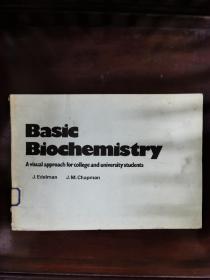 Basic
Biochemistry
A visual approach for college and university students
J. Edelman J. M. Chapman